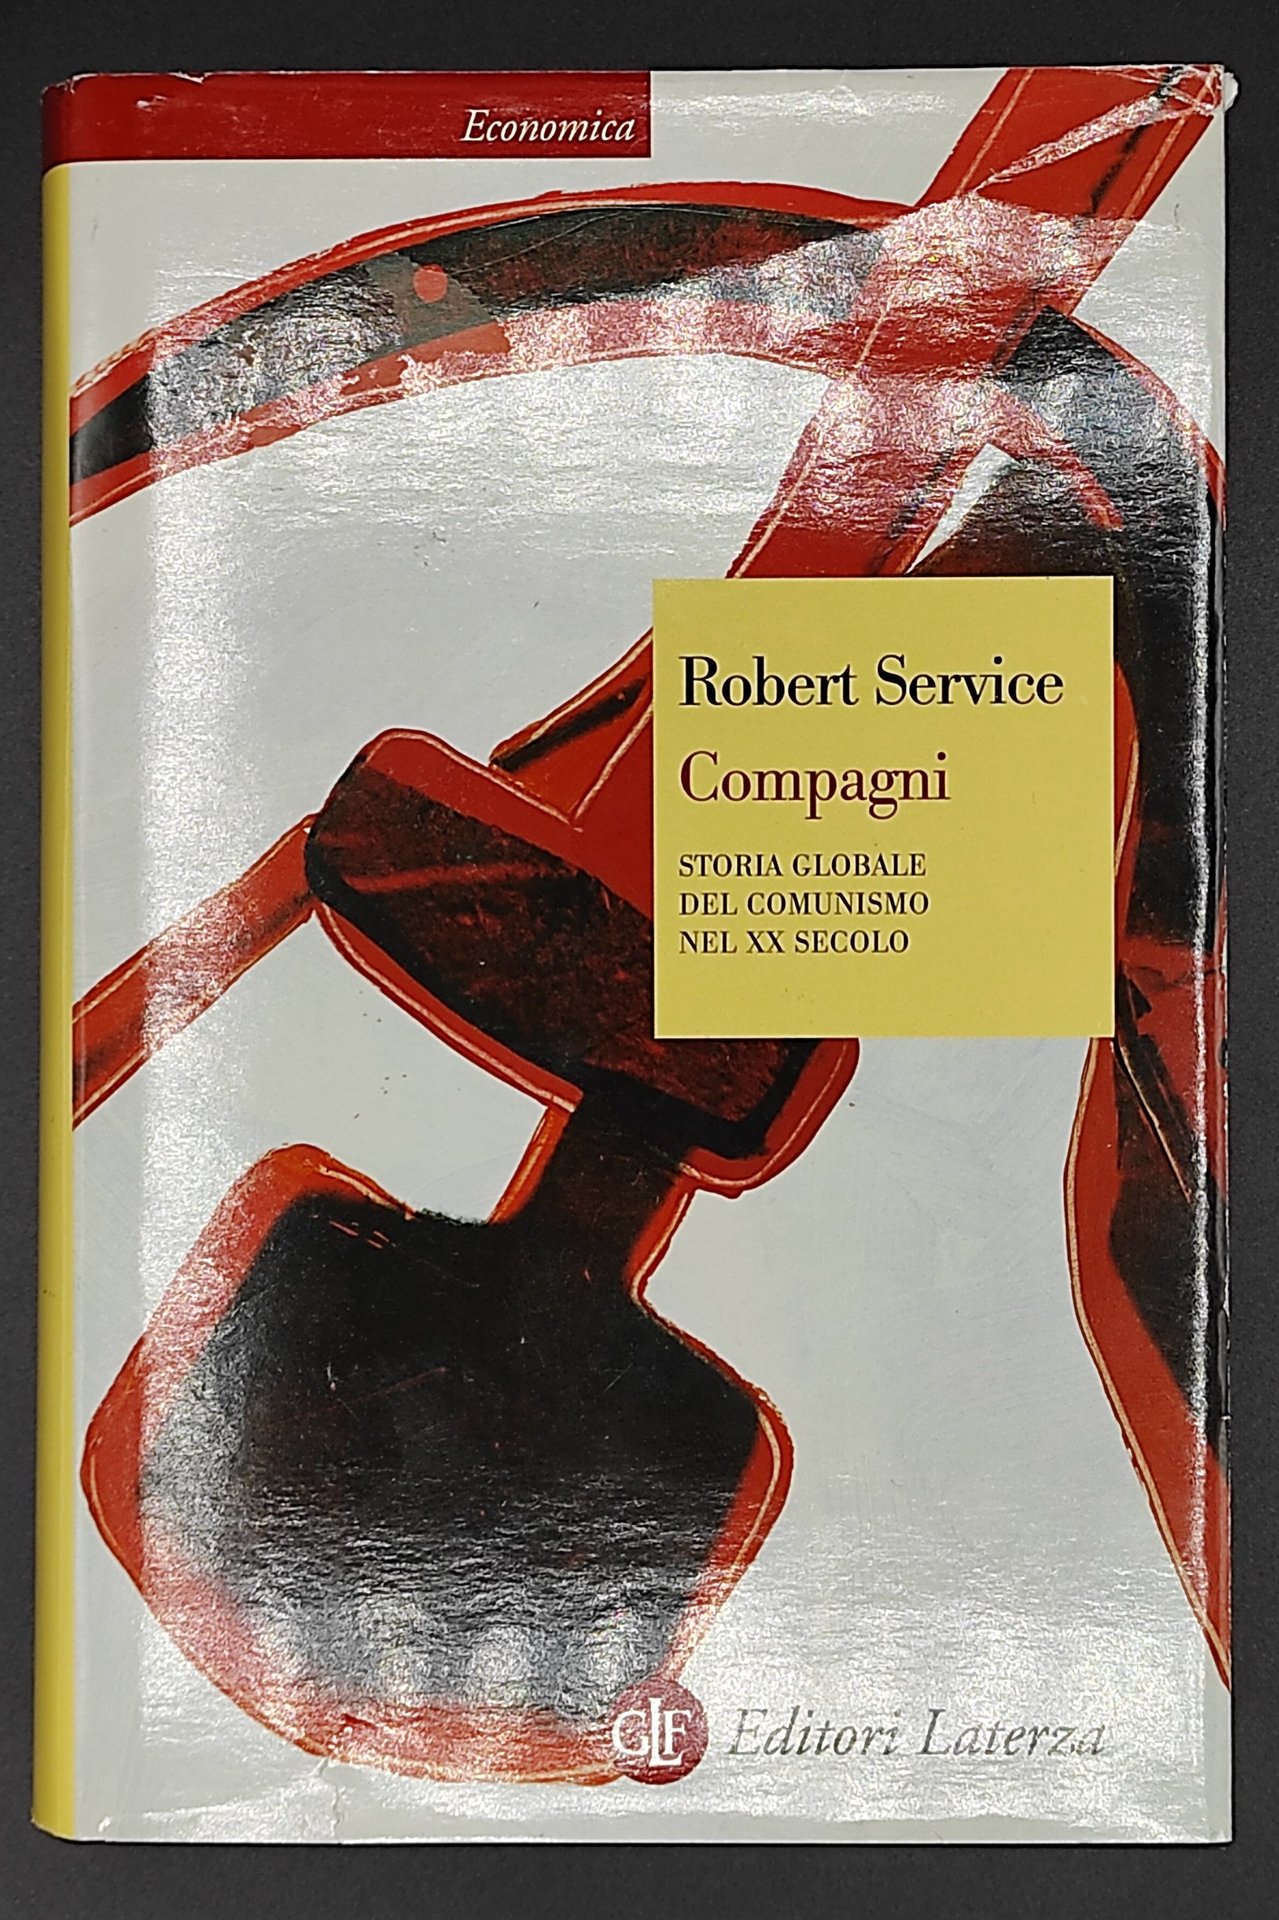 Economica
Robert Service
Compagni
STORIA GLOBALE
DEL COMUNISMO
NEL XX SECOLO
GLF Editori Laterza